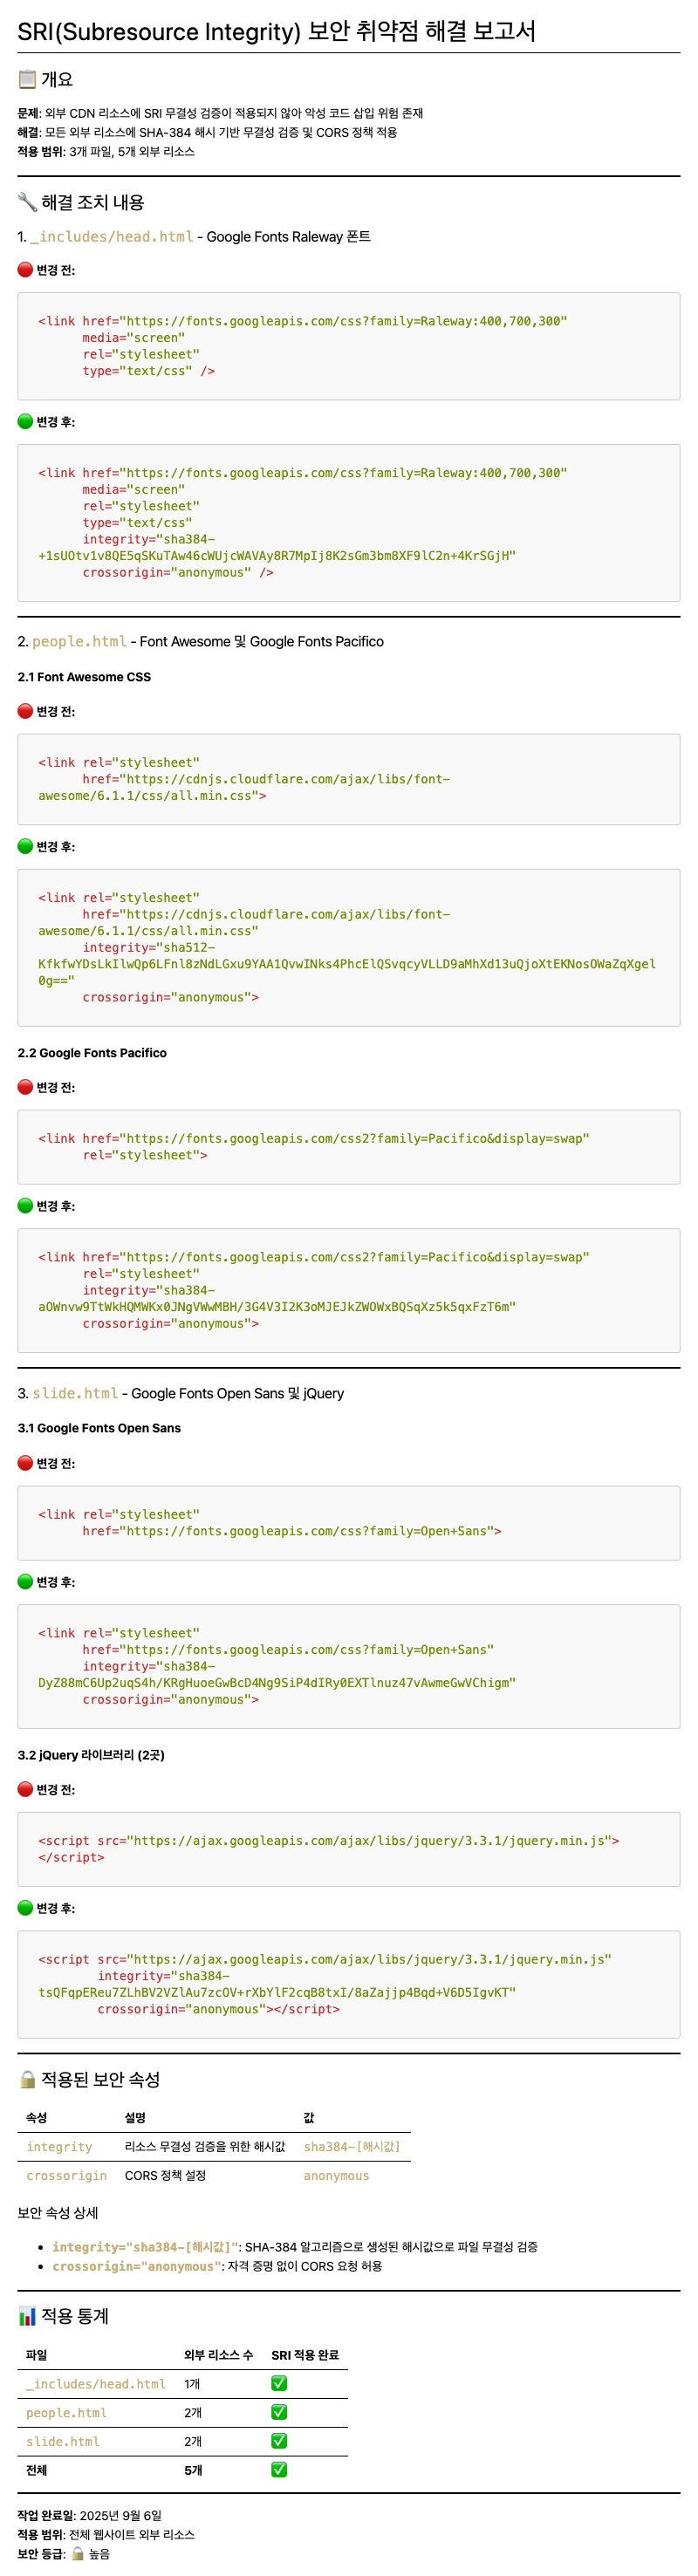 SRI(Subresource Integrity) 보안 취약점 해결 보고서
📋 개요
문제: 외부 CDN 리소스에 SRI 무결성 검증이 적용되지 않아 악성 코드 삽입 위험 존재
해결: 모든 외부 리소스에 SHA-384 해시 기반 무결성 검증 및 CORS 정책 적용
적용 범위: 3개 파일, 5개 외부 리소스
🔧 해결 조치 내용
1. _includes/head.html - Google Fonts Raleway 폰트
🔴 변경 전:
<link href="https://fonts.googleapis.com/css?family=Raleway:400,700,300"
      media="screen"
      rel="stylesheet"
      type="text/css" />
🟢 변경 후:
<link href="https://fonts.googleapis.com/css?family=Raleway:400,700,300"
      media="screen"
      rel="stylesheet"
      type="text/css"
      integrity="sha384-
+1sUOtv1v8QE5qSKuTAw46cWUjcWAVAy8R7MpIj8K2sGm3bm8XF9lC2n+4KrSGjH"
      crossorigin="anonymous" />
2. people.html - Font Awesome 및 Google Fonts Pacifico
2.1 Font Awesome CSS
🔴 변경 전:
<link rel="stylesheet"
      href="https://cdnjs.cloudflare.com/ajax/libs/font-
awesome/6.1.1/css/all.min.css">
🟢 변경 후:
<link rel="stylesheet"
      href="https://cdnjs.cloudflare.com/ajax/libs/font-
awesome/6.1.1/css/all.min.css"
      integrity="sha512-
KfkfwYDsLkIlwQp6LFnl8zNdLGxu9YAA1QvwINks4PhcElQSvqcyVLLD9aMhXd13uQjoXtEKNosOWaZqXgel
0g=="
      crossorigin="anonymous">
2.2 Google Fonts Pacifico
🔴 변경 전:
<link href="https://fonts.googleapis.com/css2?family=Pacifico&display=swap"
      rel="stylesheet">
🟢 변경 후:
<link href="https://fonts.googleapis.com/css2?family=Pacifico&display=swap"
      rel="stylesheet"
      integrity="sha384-
aOWnvw9TtWkHQMWKx0JNgVWwMBH/3G4V3I2K3oMJEJkZWOWxBQSqXz5k5qxFzT6m"
      crossorigin="anonymous">
3. slide.html - Google Fonts Open Sans 및 jQuery
3.1 Google Fonts Open Sans
🔴 변경 전:
<link rel="stylesheet"
      href="https://fonts.googleapis.com/css?family=Open+Sans">
🟢 변경 후:
<link rel="stylesheet"
      href="https://fonts.googleapis.com/css?family=Open+Sans"
      integrity="sha384-
DyZ88mC6Up2uqS4h/KRgHuoeGwBcD4Ng9SiP4dIRy0EXTlnuz47vAwmeGwVChigm"
      crossorigin="anonymous">
3.2 jQuery 라이브러리 (2곳)
🔴 변경 전:
<script src="https://ajax.googleapis.com/ajax/libs/jquery/3.3.1/jquery.min.js">
</script>
🟢 변경 후:
<script src="https://ajax.googleapis.com/ajax/libs/jquery/3.3.1/jquery.min.js"
        integrity="sha384-
tsQFqpEReu7ZLhBV2VZlAu7zcOV+rXbYlF2cqB8txI/8aZajjp4Bqd+V6D5IgvKT"
        crossorigin="anonymous"></script>
🔒 적용된 보안 속성
속성 설명 값
integrity 리소스 무결성 검증을 위한 해시값 sha384-[해시값]
crossorigin CORS 정책 설정 anonymous
보안 속성 상세
• integrity="sha384-[해시값]": SHA-384 알고리즘으로 생성된 해시값으로 파일 무결성 검증
• crossorigin="anonymous": 자격 증명 없이 CORS 요청 허용
📊 적용 통계
파일 외부 리소스 수 SRI 적용 완료
_includes/head.html 1개 ✅
people.html 2개 ✅
slide.html 2개 ✅
전체 5개 ✅
작업 완료일: 2025년 9월 6일
적용 범위: 전체 웹사이트 외부 리소스
보안 등급: 🔒 높음